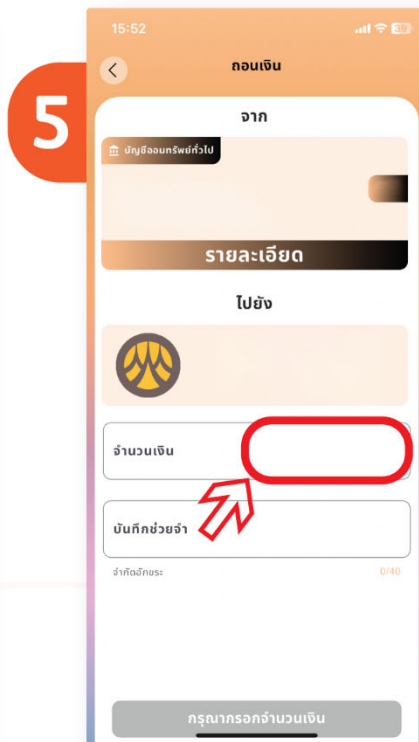 15:52
39
5
ถอนเงิน
จาก
บัญชีออมทรัพย์ทั่วไป
รายละเอียด
ไปยัง
จำนวนเงิน
บันทึกช่วยจำ
จำกัดอักขระ 0/40
กรุณากรอกจำนวนเงิน